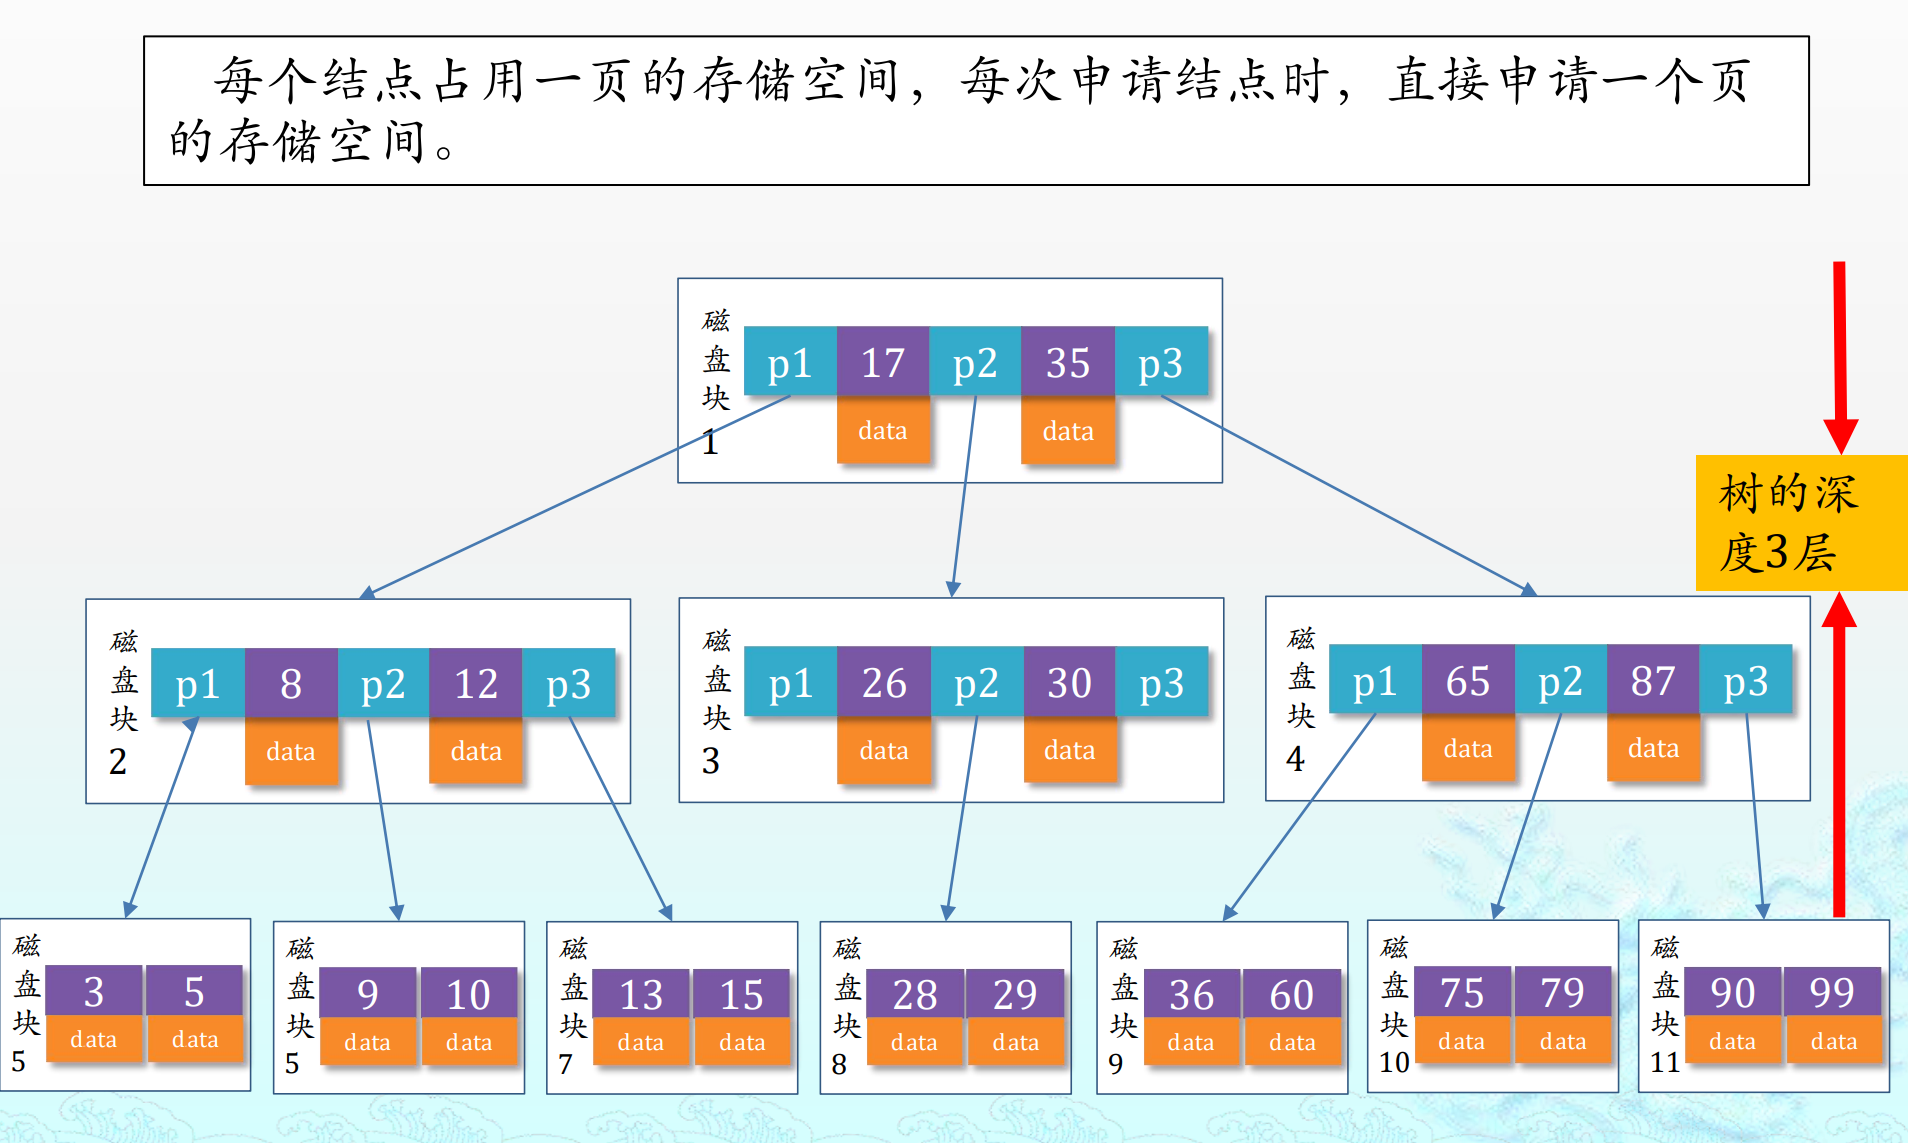 每个结点占用一页的存储空间，每次申请结点时，直接申请一个页
的存储空间。
磁盘块1
p1 17 p2 35 p3
data data
树的深
度3层
磁盘块2
p1 8 p2 12 p3
data data
磁盘块3
p1 26 p2 30 p3
data data
磁盘块4
p1 65 p2 87 p3
data data
磁盘块5
3 5
data data
磁盘块5
9 10
data data
磁盘块7
13 15
data data
磁盘块8
28 29
data data
磁盘块9
36 60
data data
磁盘块10
75 79
data data
磁盘块11
90 99
data data